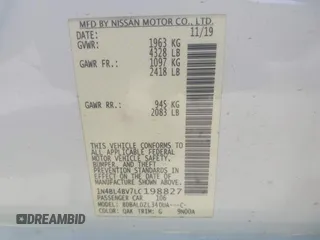 MFD BY NISSAN MOTOR CO., LTD.
DATE: 11/19
GVWR: 1963 KG
4328 LB
GAWR FR.: 1097 KG
2418 LB
GAWR RR.: 945 KG
2083 LB
THIS VEHICLE CONFORMS TO ALL
APPLICABLE FEDERAL MOTOR VEHICLE
SAFETY, BUMPER, AND
THEFT PREVENTION STANDARDS
IN EFFECT ON THE DATE OF
MANUFACTURE SHOWN ABOVE.
1N4BL4BV7LC198827
PASSENGER CAR 106
MODEL:
COLOR: QAK TRIM: G